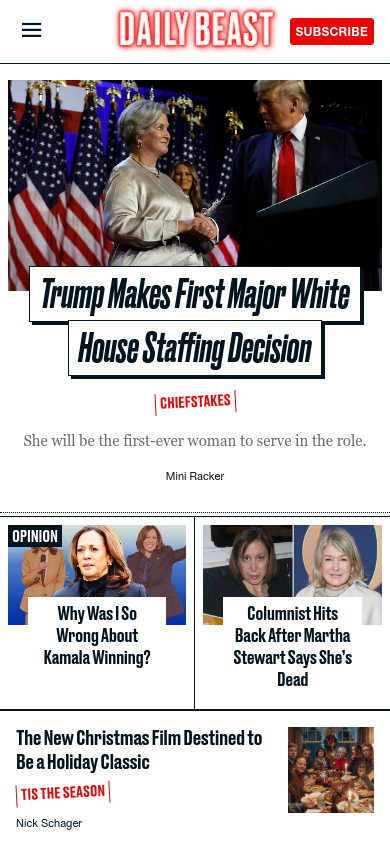 DAILY BEAST
SUBSCRIBE
Trump Makes First Major White
House Staffing Decision
CHIEFSTAKES
She will be the first-ever woman to serve in the role.
Mini Racker
OPINION
Why Was I So
Wrong About
Kamala Winning?
Columnist Hits
Back After Martha
Stewart Says She's
Dead
The New Christmas Film Destined to
Be a Holiday Classic
TIS THE SEASON
Nick Schager